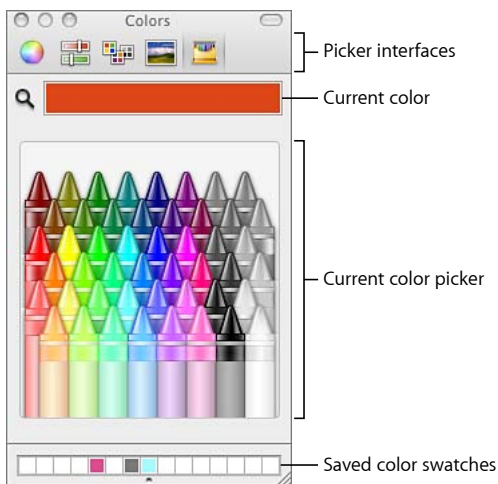 Colors
Picker interfaces
Current color
Current color picker
Saved color swatches